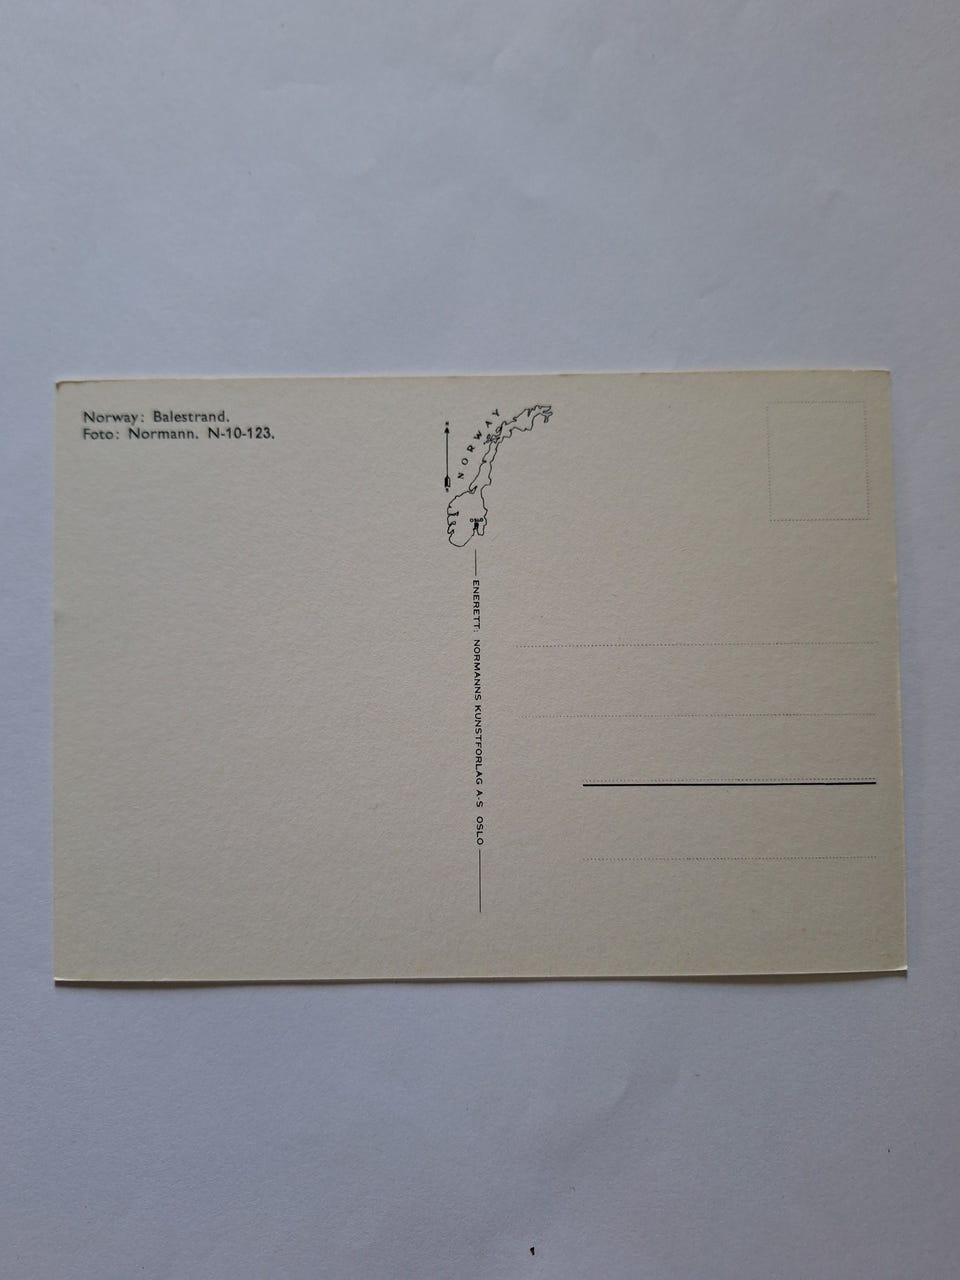 Norway: Balestrand.
Foto: Normann. N-10-123.
NORWAY
ENERETT: NORMANNS KUNSTFORLAG A-S OSLO